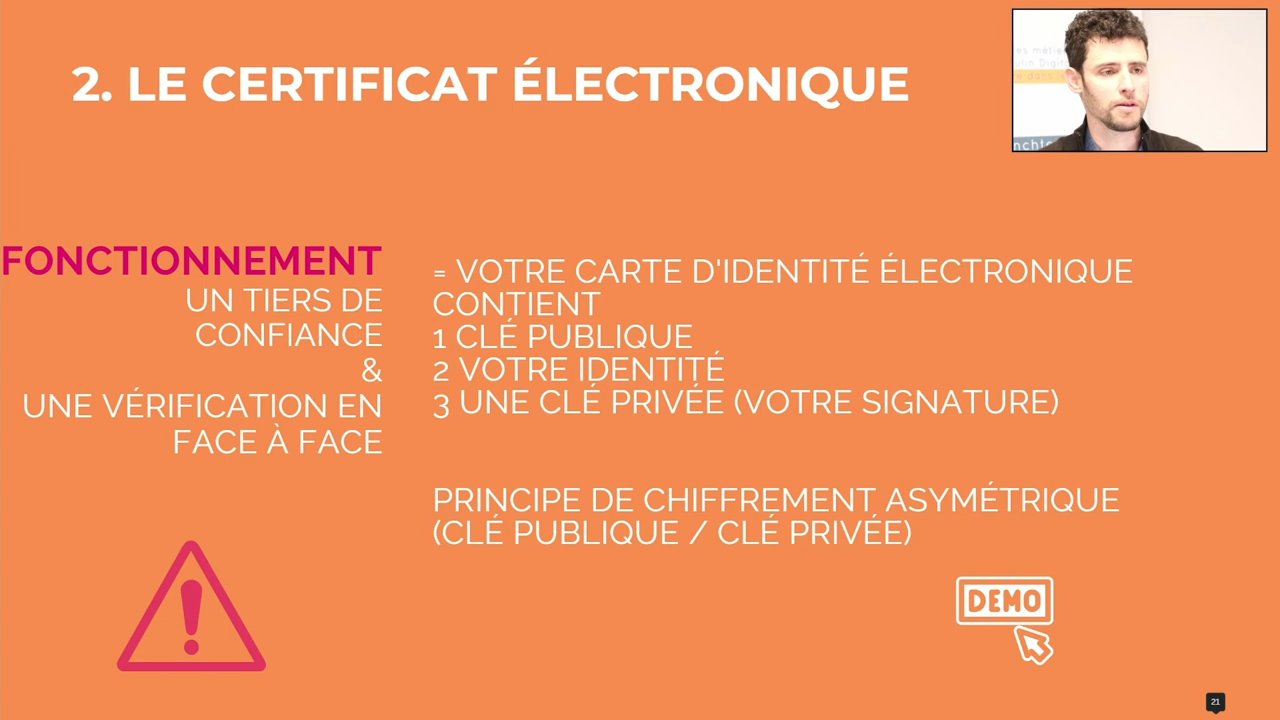 2. LE CERTIFICAT ÉLECTRONIQUE
FONCTIONNEMENT
UN TIERS DE
CONFIANCE
&
UNE VÉRIFICATION EN
FACE À FACE
= VOTRE CARTE D'IDENTITÉ ÉLECTRONIQUE
CONTIENT
1 CLÉ PUBLIQUE
2 VOTRE IDENTITÉ
3 UNE CLÉ PRIVÉE (VOTRE SIGNATURE)
PRINCIPE DE CHIFFREMENT ASYMÉTRIQUE
(CLÉ PUBLIQUE / CLÉ PRIVÉE)
DEMO
21